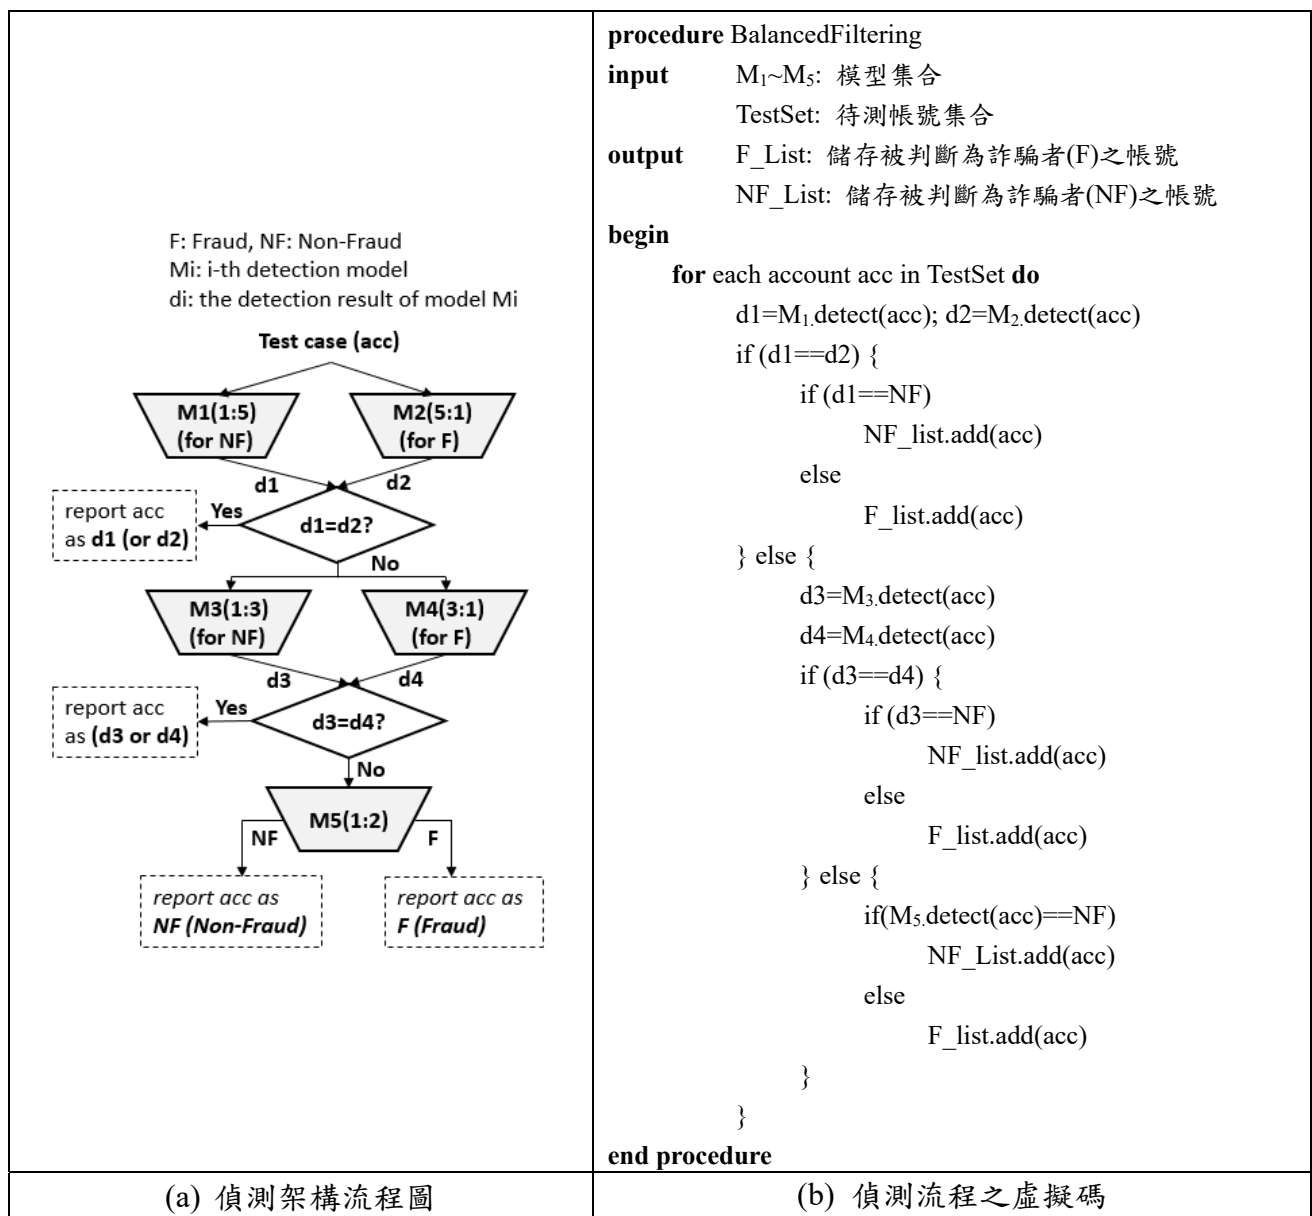 F: Fraud, NF: Non-Fraud
Mi: i-th detection model
di: the detection result of model Mi
Test case (acc)
M1(1:5)
(for NF)
M2(5:1)
(for F)
d1
d2
report acc
as d1 (or d2)
Yes
d1=d2?
No
M3(1:3)
(for NF)
M4(3:1)
(for F)
d3
d4
report acc
as (d3 or d4)
Yes
d3=d4?
No
M5(1:2)
NF
F
report acc as
NF (Non-Fraud)
report acc as
F (Fraud)
(a) 偵測架構流程圖
procedure BalancedFiltering
input M₁~M₅: 模型集合
TestSet: 待測帳號集合
output F_List: 儲存被判斷為詐騙者(F)之帳號
NF_List: 儲存被判斷為詐騙者(NF)之帳號
begin
for each account acc in TestSet do
d1=M₁.detect(acc); d2=M₂.detect(acc)
if (d1==d2) {
if (d1==NF)
NF_list.add(acc)
else
F_list.add(acc)
} else {
d3=M₃.detect(acc)
d4=M₄.detect(acc)
if (d3==d4) {
if (d3==NF)
NF_list.add(acc)
else
F_list.add(acc)
} else {
if(M₅.detect(acc)==NF)
NF_List.add(acc)
else
F_list.add(acc)
}
}
end procedure
(b) 偵測流程之虛擬碼